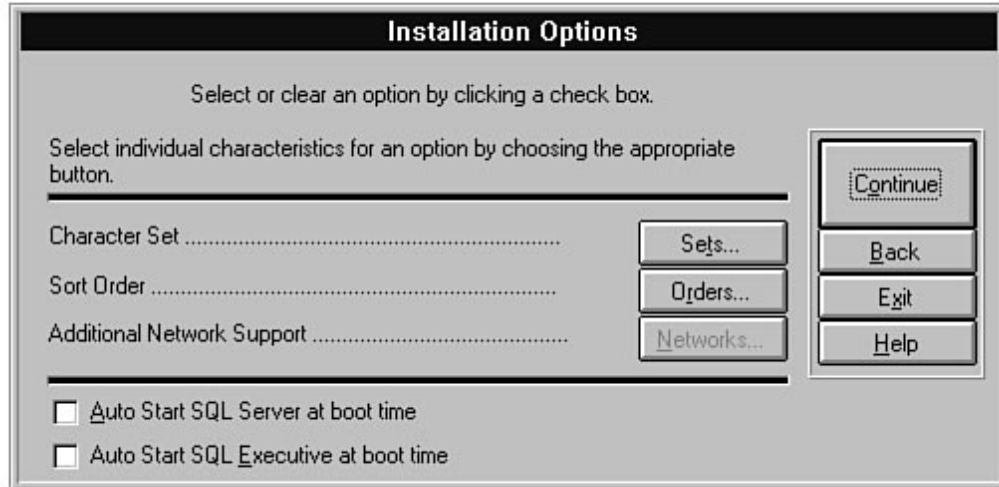 Installation Options
Select or clear an option by clicking a check box.
Select individual characteristics for an option by choosing the appropriate
button.
Continue
Character Set ................................................................... Sets...
Back
Sort Order ........................................................................ Orders...
Exit
Additional Network Support .......................................... Networks...
Help
Auto Start SQL Server at boot time
Auto Start SQL Executive at boot time